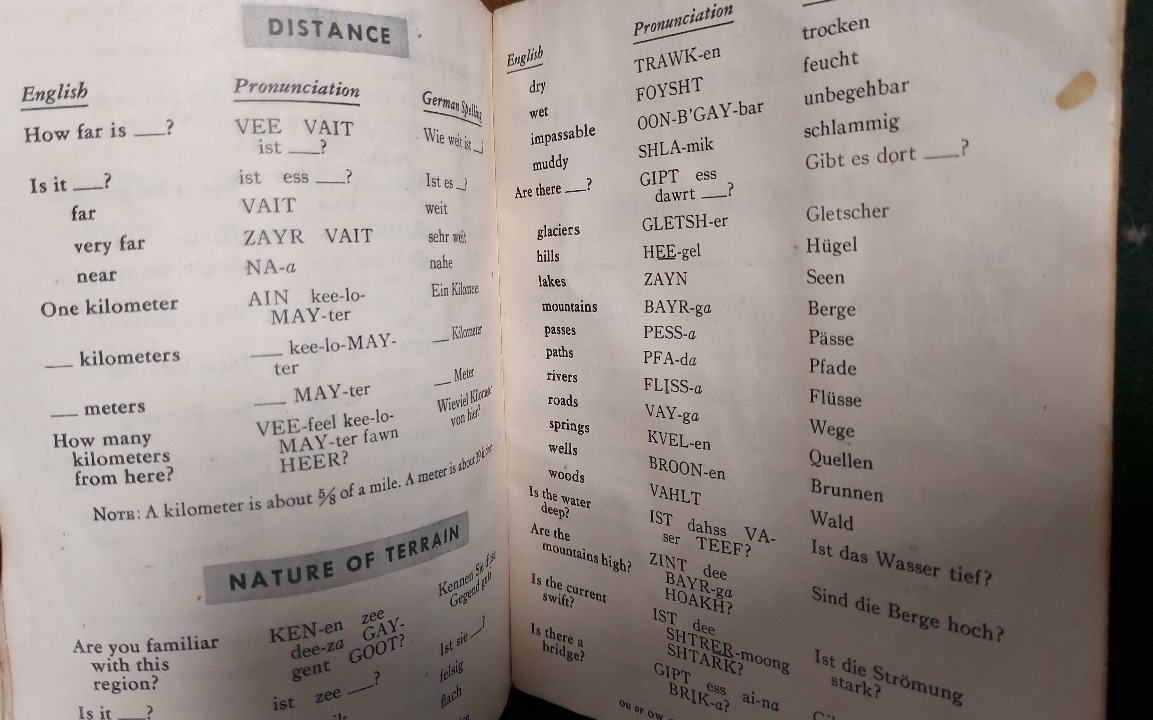 DISTANCE
English Pronunciation German Spelling
How far is ___? VEE VAIT Wie weit ist __?
ist ___?
Is it ___? ist ess ___? Ist es __?
far VAIT weit
very far ZAYR VAIT sehr weit
near NA-a nahe
One kilometer AIN kee-lo- Ein Kilometer
MAY-ter
___ kilometers ___ kee-lo-MAY- __ Kilometer
ter
___ meters ___ MAY-ter __ Meter
How many VEE-feel kee-lo- Wieviel
kilometers MAY-ter fawn von hier?
from here? HEER?
NOTE: A kilometer is about 5/8 of a mile. A meter is about
NATURE OF TERRAIN
Are you familiar KEN-en zee Kennen Sie
with this dee-za GAY- Gegend
region? gent GOOT?
Is it ___? ist zee ___? Ist sie __?
felsig
flach
English Pronunciation
dry TRAWK-en trocken
wet FOYSHT feucht
impassable OON-B'GAY-bar unbegehbar
muddy SHLA-mik schlammig
Are there ___? GIPT ess Gibt es dort ___?
dawrt ___?
glaciers GLETSH-er Gletscher
hills HEE-gel Hügel
lakes ZAYN Seen
mountains BAYR-ga Berge
passes PESS-a Pässe
paths PFA-da Pfade
rivers FLISS-a Flüsse
roads VAY-ga Wege
springs KVEL-en Quellen
wells BROON-en Brunnen
woods VAHLT Wald
Is the water IST dahss VA- Ist das Wasser tief?
deep? ser TEEF?
Are the ZINT dee Sind die Berge hoch?
mountains high? BAYR-ga
HOAKH?
Is the current IST dee Ist die Strömung
swift? SHTRER-moong stark?
SHTARK?
Is there a GIPT ess ai-na
bridge? BRIK-a?
ou or ow